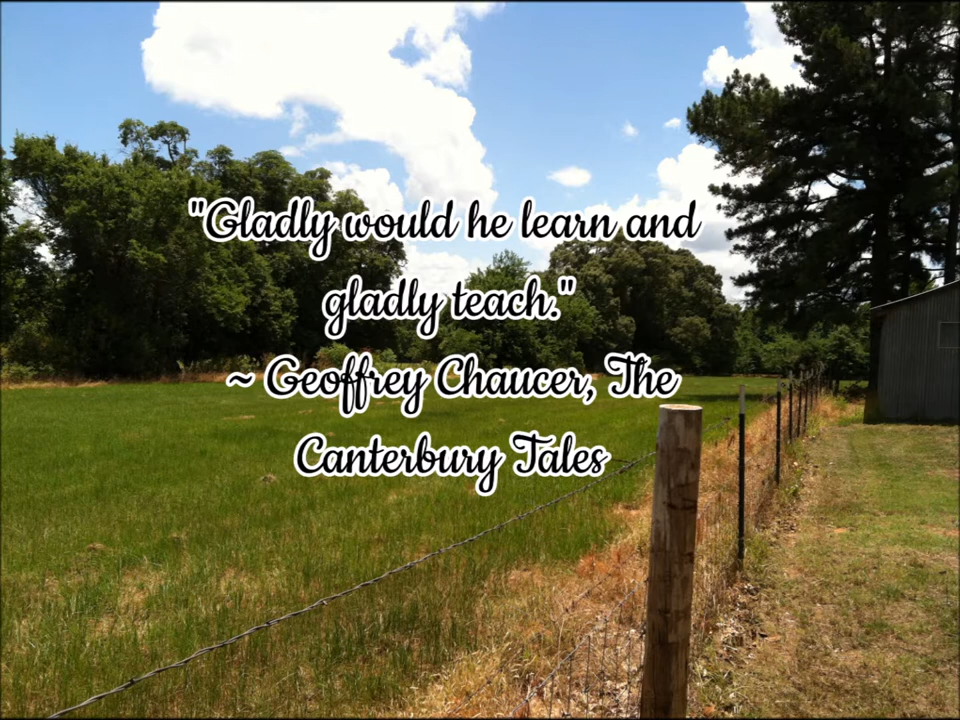 "Gladly would he learn and
gladly teach."
~ Geoffrey Chaucer, The
Canterbury Tales